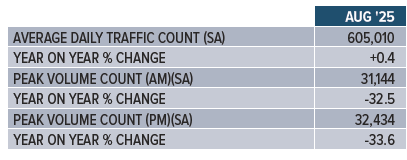 AUG '25
AVERAGE DAILY TRAFFIC COUNT (SA) 605,010
YEAR ON YEAR % CHANGE +0.4
PEAK VOLUME COUNT (AM)(SA) 31,144
YEAR ON YEAR % CHANGE -32.5
PEAK VOLUME COUNT (PM)(SA) 32,434
YEAR ON YEAR % CHANGE -33.6